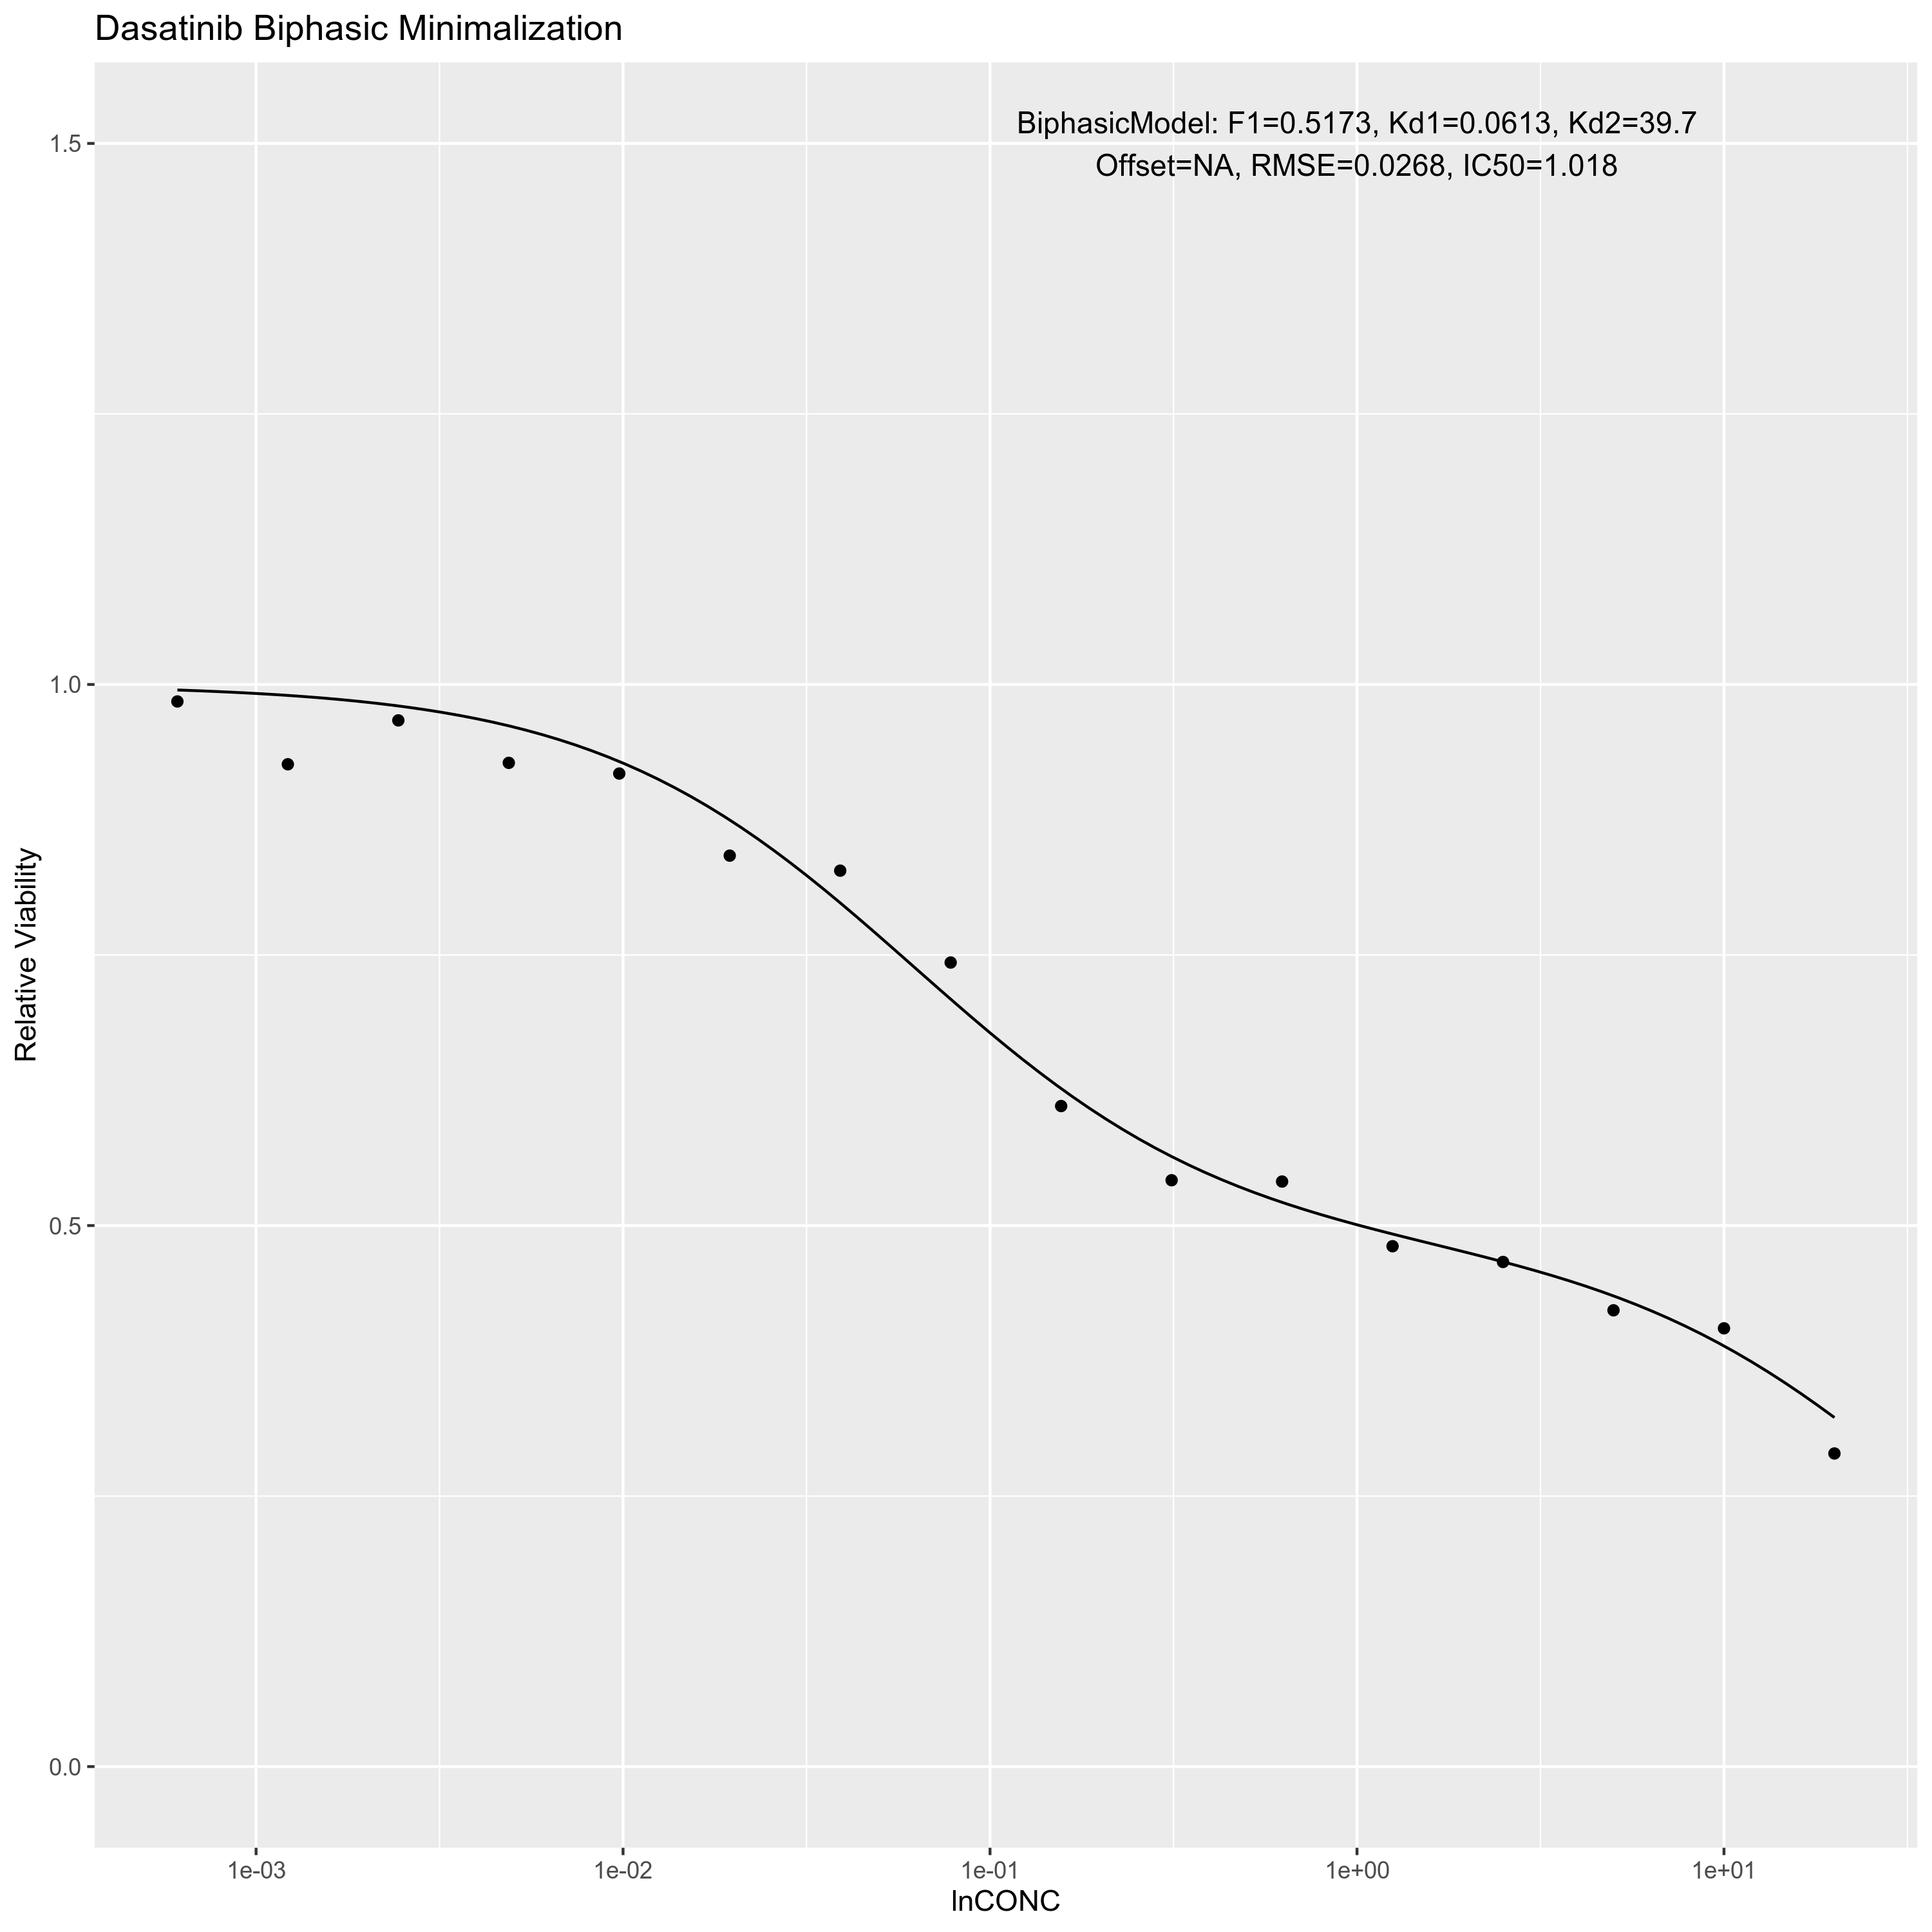 Dasatinib Biphasic Minimalization
BiphasicModel: F1=0.5173, Kd1=0.0613, Kd2=39.7
Offset=NA, RMSE=0.0268, IC50=1.018
1.5
1.0
0.5
0.0
Relative Viability
1e-03 1e-02 1e-01 1e+00 1e+01
lnCONC